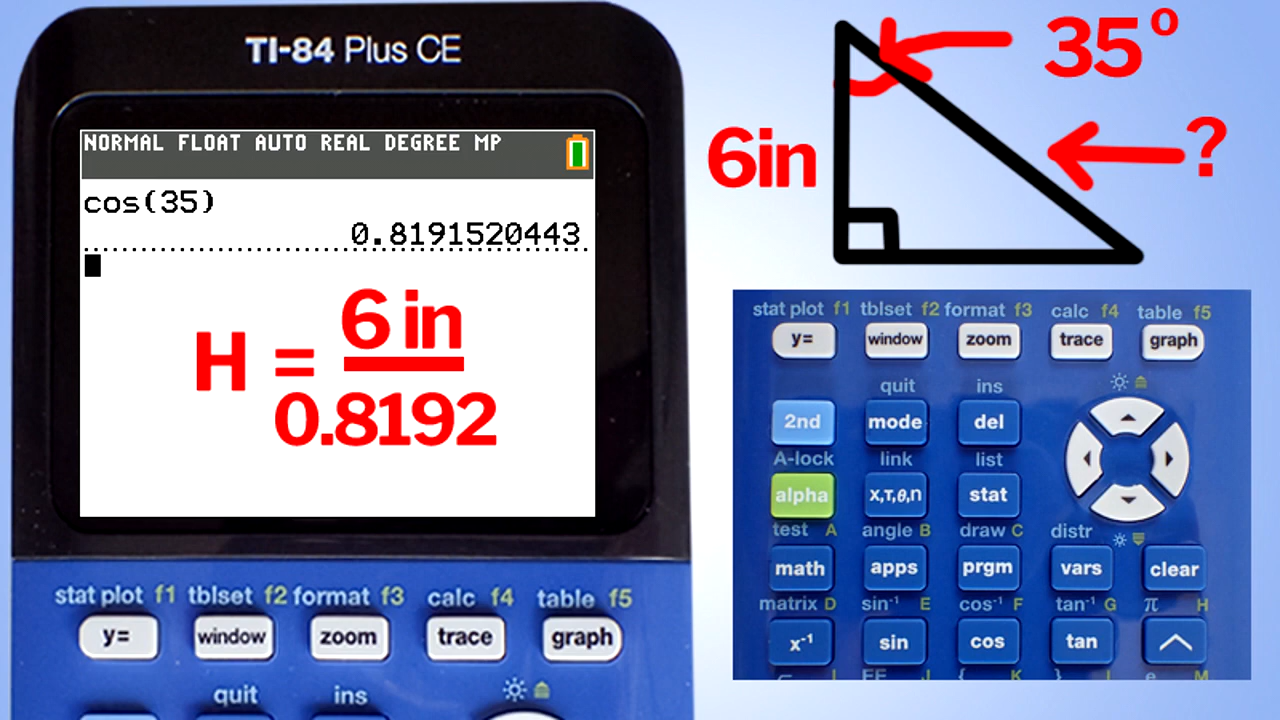 TI-84 Plus CE
NORMAL FLOAT AUTO REAL DEGREE MP
cos(35)
0.8191520443
H = 6 in
0.8192
stat plot f1 tblset f2 format f3 calc f4 table f5
y= window zoom trace graph
quit ins
35°
6in
?
stat plot f1 tblset f2 format f3 calc f4 table f5
y= window zoom trace graph
quit ins
2nd mode del
A-lock link list
alpha X,T,θ,n stat
test A angle B draw C distr
math apps prgm vars clear
matrix D sin⁻¹ E cos⁻¹ F tan⁻¹ G π H
x⁻¹ sin cos tan ^